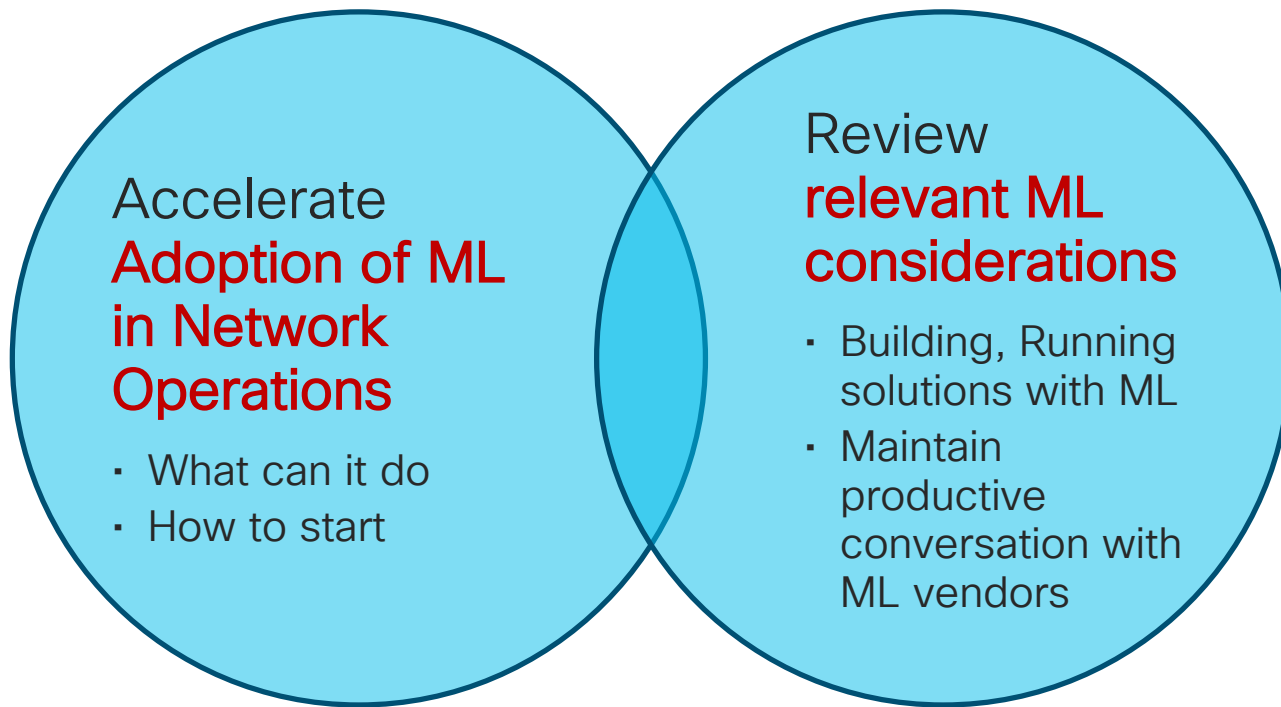 Accelerate
Adoption of ML
in Network
Operations
▪ What can it do
▪ How to start
Review
relevant ML
considerations
▪ Building, Running
solutions with ML
▪ Maintain
productive
conversation with
ML vendors